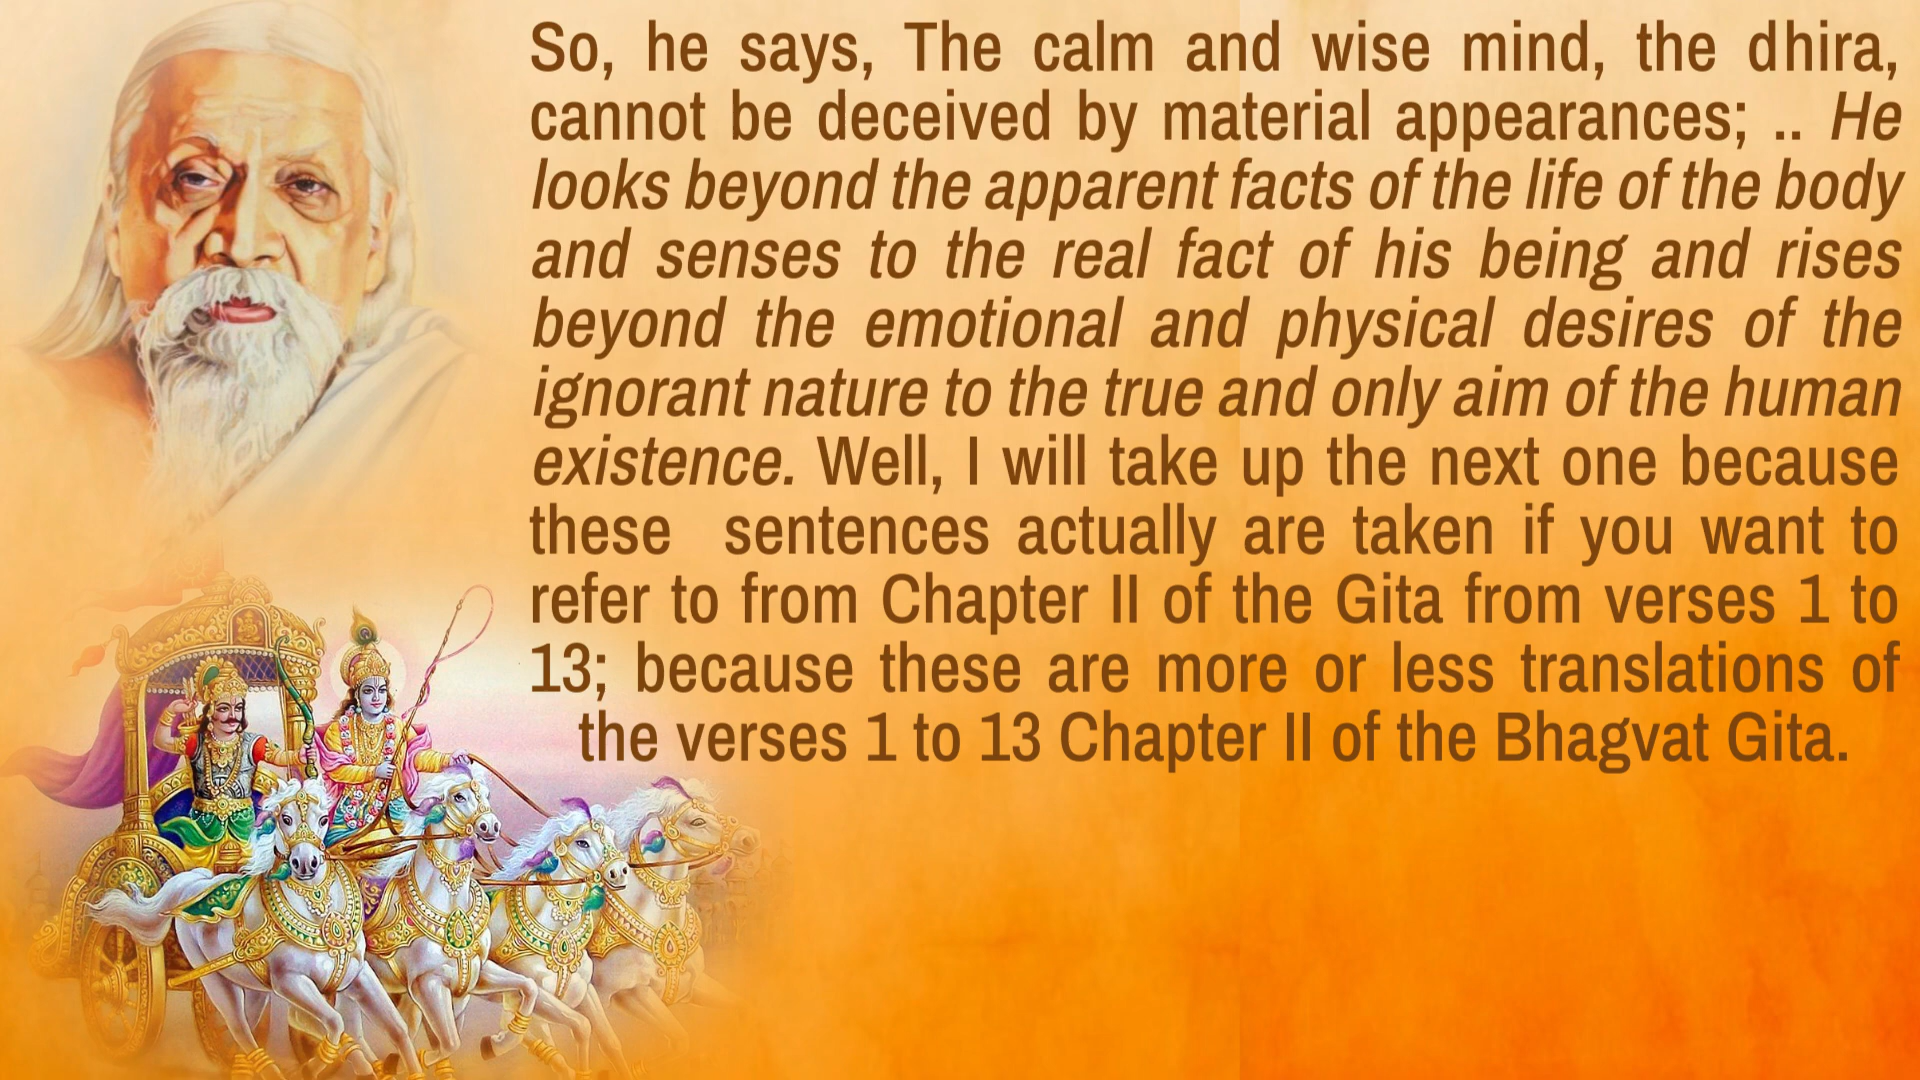 So, he says, The calm and wise mind, the dhira,
cannot be deceived by material appearances; .. He
looks beyond the apparent facts of the life of the body
and senses to the real fact of his being and rises
beyond the emotional and physical desires of the
ignorant nature to the true and only aim of the human
existence. Well, I will take up the next one because
these sentences actually are taken if you want to
refer to from Chapter II of the Gita from verses 1 to
13; because these are more or less translations of
the verses 1 to 13 Chapter II of the Bhagvat Gita.